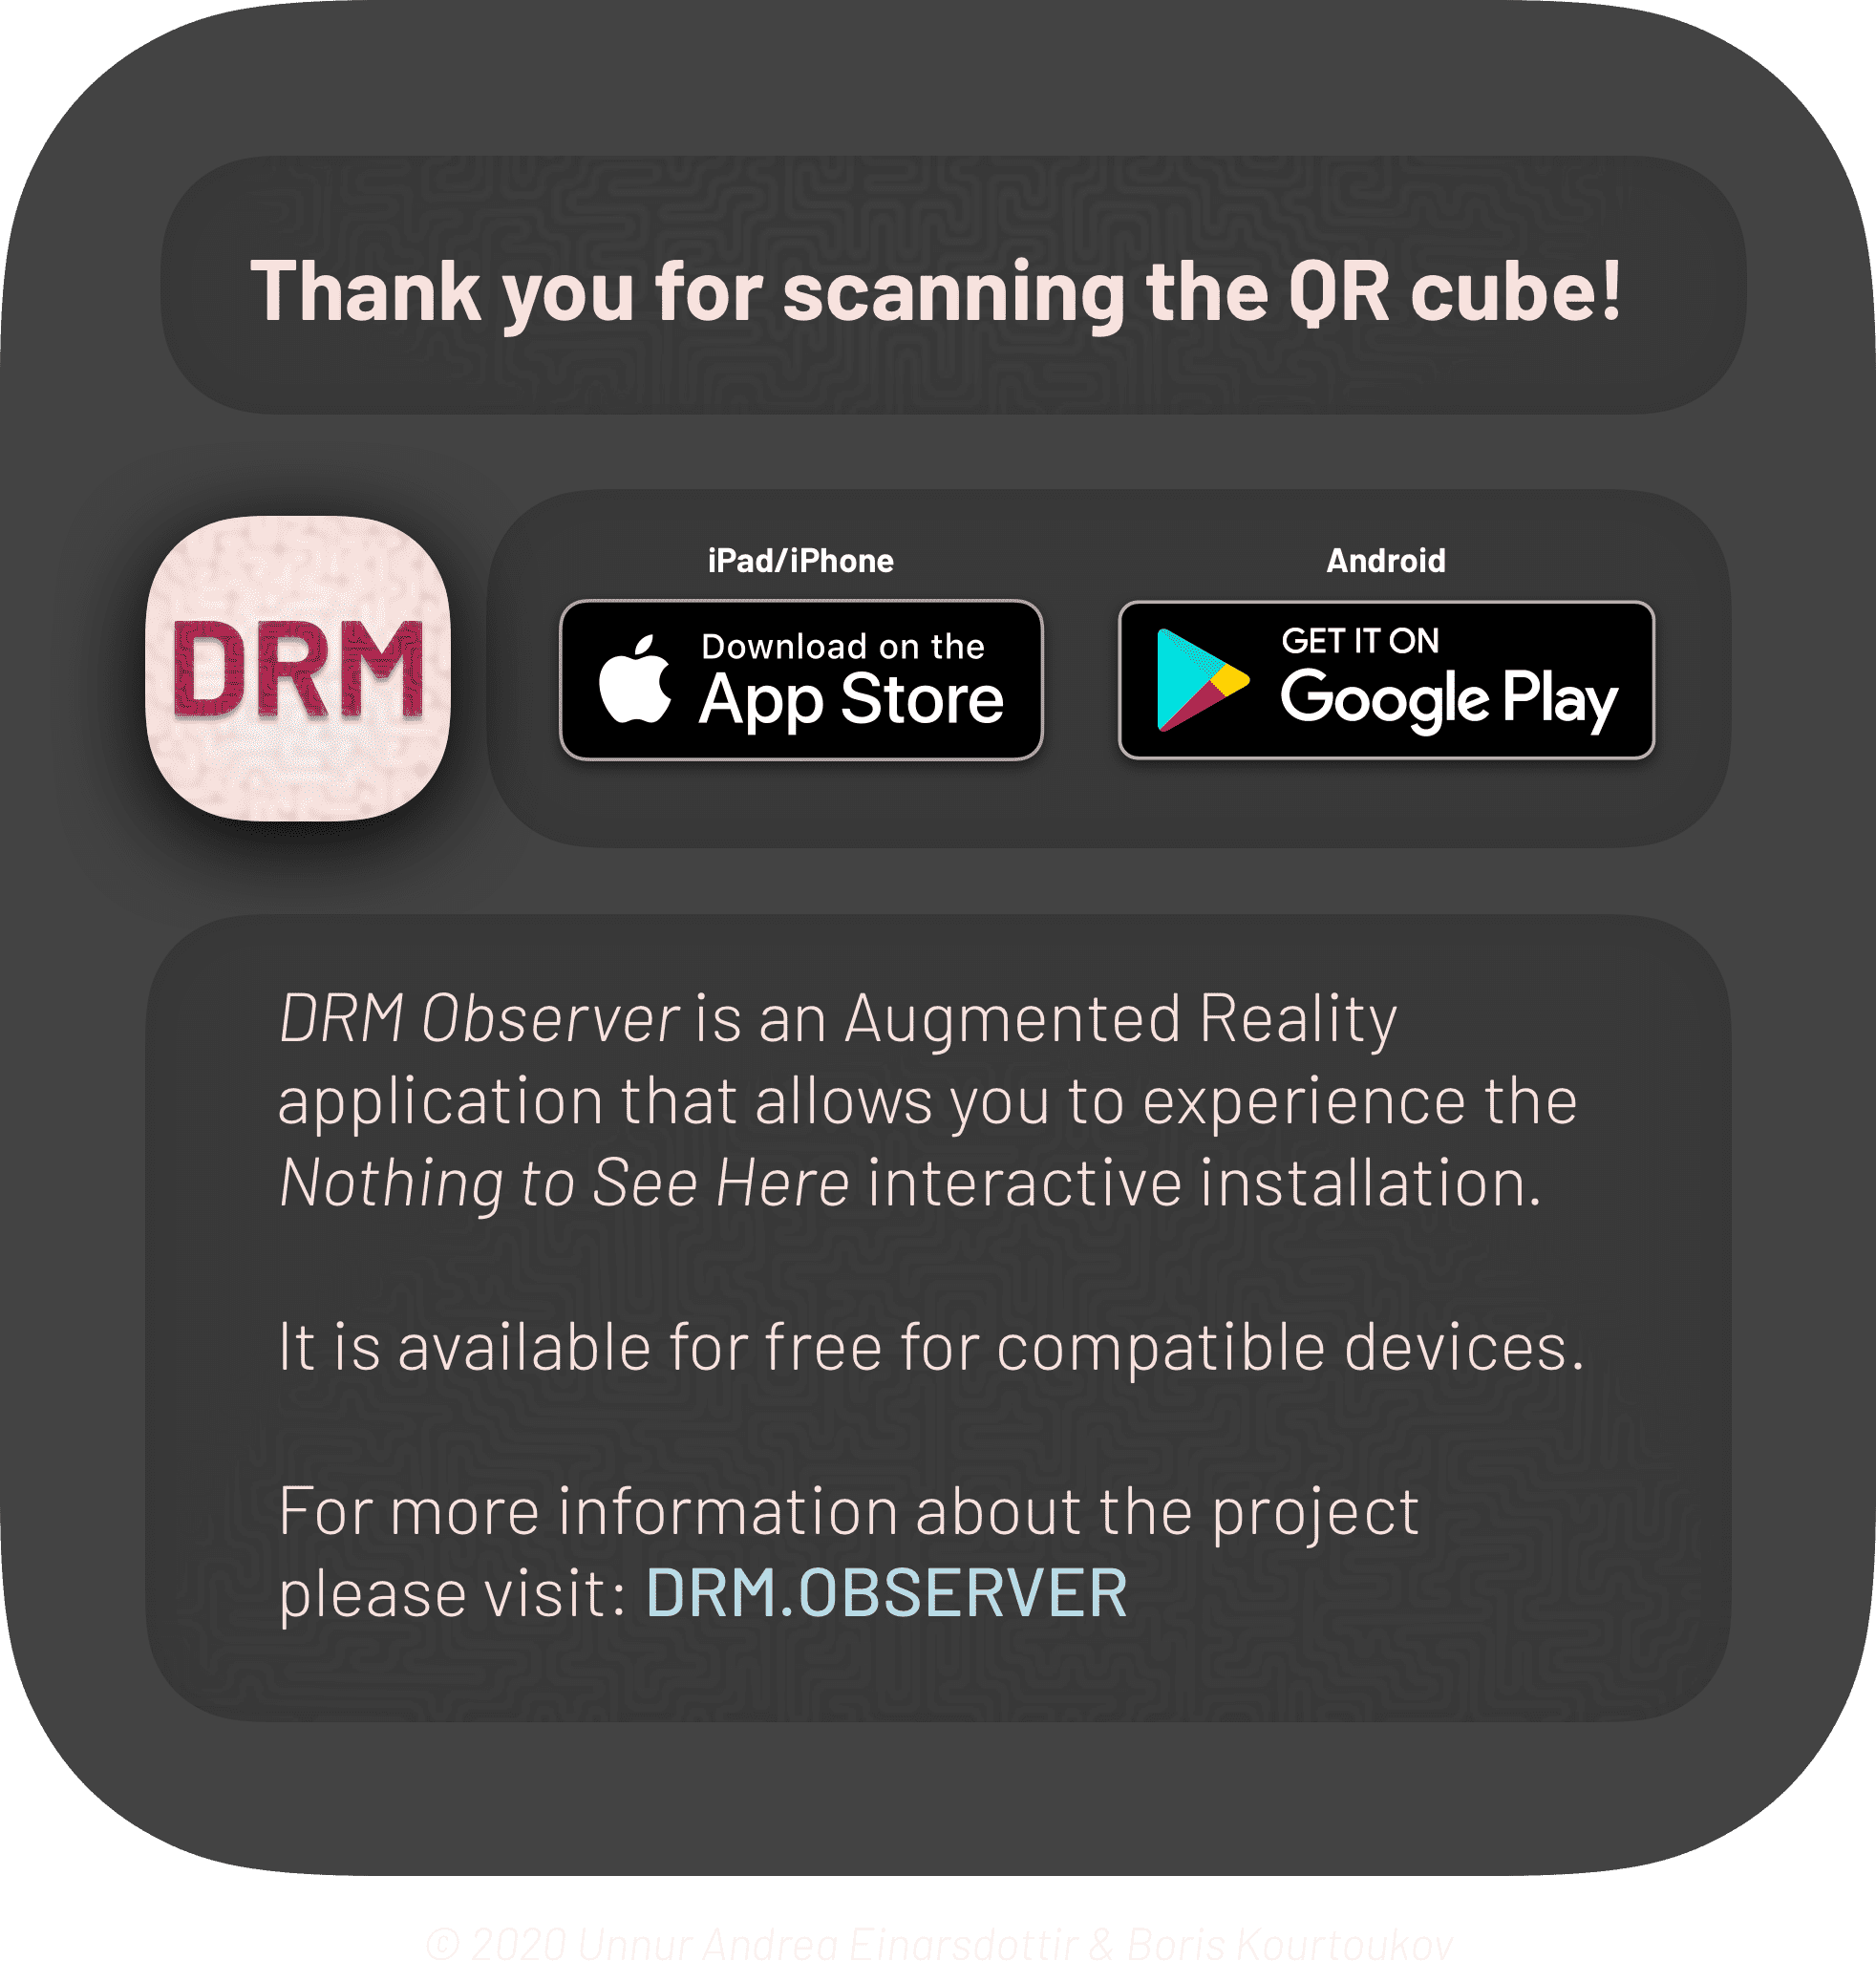 Thank you for scanning the QR cube!
DRM
iPad/iPhone
Download on the
App Store
Android
GET IT ON
Google Play
DRM Observer is an Augmented Reality
application that allows you to experience the
Nothing to See Here interactive installation.
It is available for free for compatible devices.
For more information about the project
please visit: DRM.OBSERVER
© 2020 Unnur Andrea Einarsdottir & Boris Kourtoukov